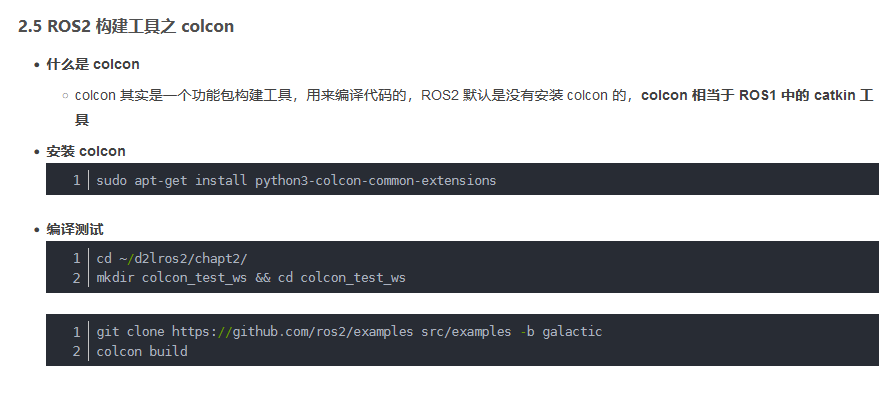 2.5 ROS2 构建工具之 colcon
• 什么是 colcon
○ colcon 其实是一个功能包构建工具，用来编译代码的，ROS2 默认是没有安装 colcon 的，colcon 相当于 ROS1 中的 catkin 工
具
• 安装 colcon
1 sudo apt-get install python3-colcon-common-extensions
• 编译测试
1 cd ~/d2lros2/chapt2/
2 mkdir colcon_test_ws && cd colcon_test_ws
1 git clone https://github.com/ros2/examples src/examples -b galactic
2 colcon build